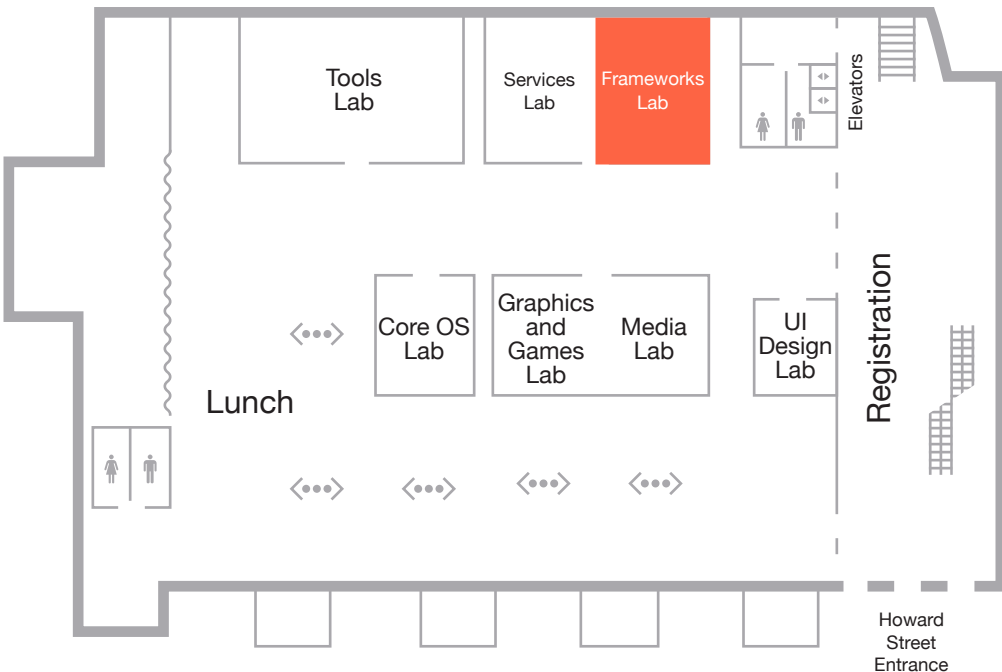 Tools
Lab
Services
Lab
Frameworks
Lab
Elevators
Core OS
Lab
Graphics
and
Games
Lab
Media
Lab
UI
Design
Lab
Registration
Lunch
Howard
Street
Entrance